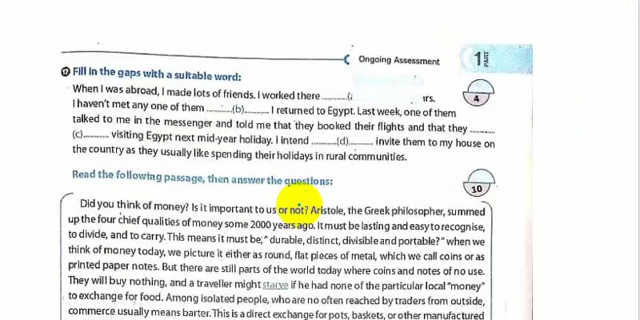 Ongoing Assessment
PART 1
17 Fill in the gaps with a suitable word:
4
When I was abroad, I made lots of friends. I worked there ..........( rs.
I haven't met any one of them ..........(b).......... I returned to Egypt. Last week, one of them
talked to me in the messenger and told me that they booked their flights and that they ..........
(c).......... visiting Egypt next mid-year holiday. I intend ..........(d).......... invite them to my house on
the country as they usually like spending their holidays in rural communities.
Read the following passage, then answer the questions:
10
Did you think of money? Is it important to us or not? Aristole, the Greek philosopher, summed
up the four chief qualities of money some 2000 years ago. It must be lasting and easy to recognise,
to divide, and to carry. This means it must be," durable, distinct, divisible and portable?" when we
think of money today, we picture it either as round, flat pieces of metal, which we call coins or as
printed paper notes. But there are still parts of the world today where coins and notes of no use.
They will buy nothing, and a traveller might starve if he had none of the particular local "money"
to exchange for food. Among isolated people, who are no often reached by traders from outside,
commerce usually means barter. This is a direct exchange for pots, baskets, or other manufactured